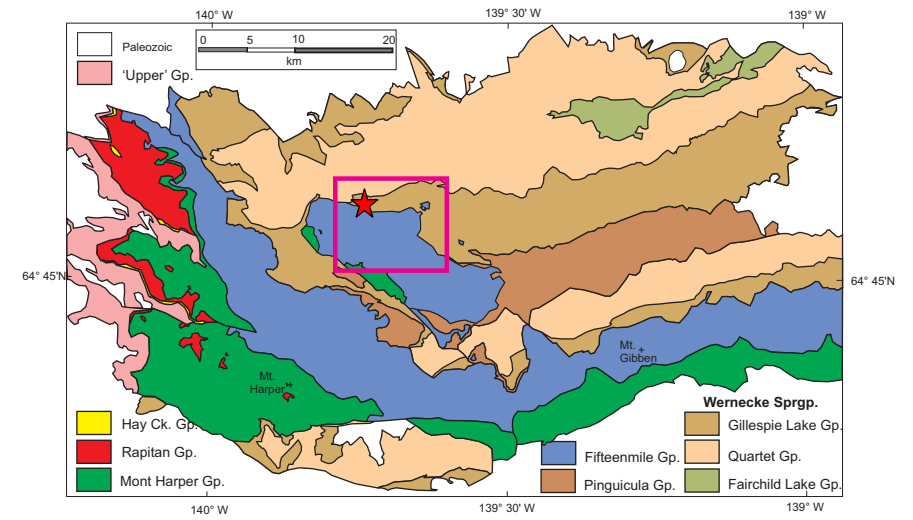 140° W
139° 30' W
139° W
Paleozoic
'Upper' Gp.
0 5 10 20
km
64° 45'N
64° 45'N
Mt.
Gibben
Mt.
Harper
Hay Ck. Gp.
Rapitan Gp.
Mont Harper Gp.
Fifteenmile Gp.
Pinguicula Gp.
Wernecke Sprgp.
Gillespie Lake Gp.
Quartet Gp.
Fairchild Lake Gp.
140° W
139° 30' W
139° W